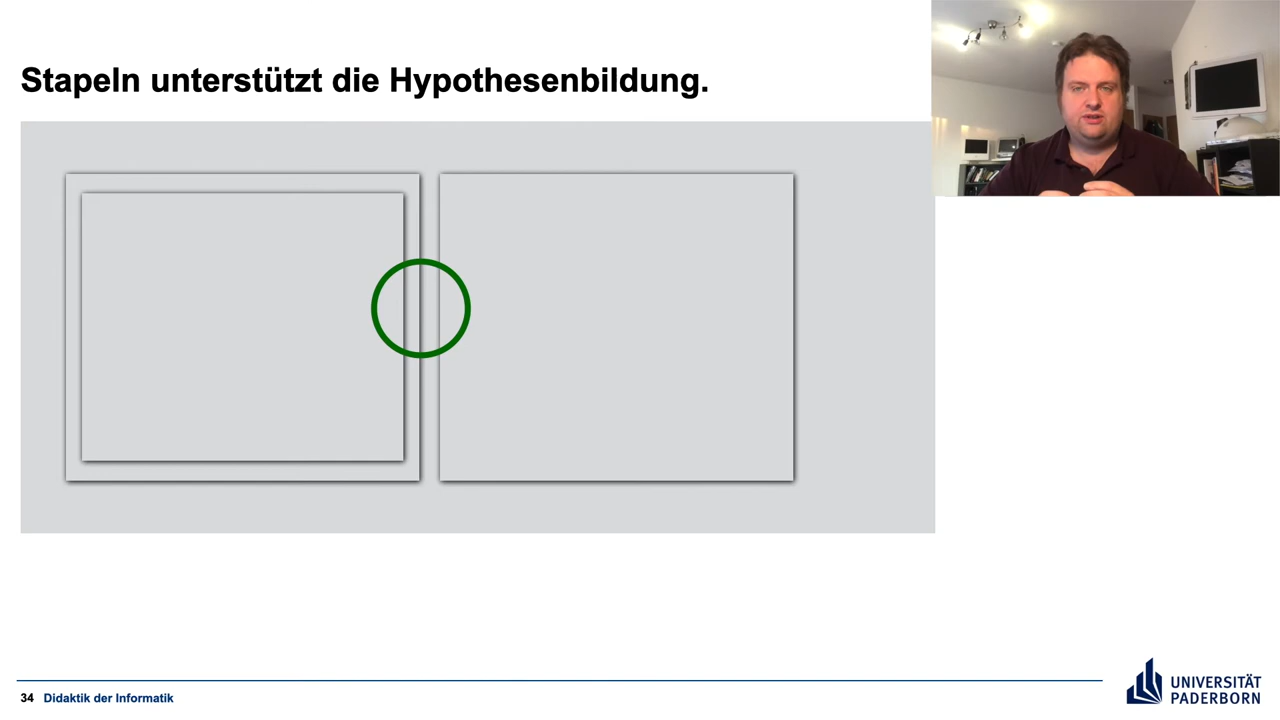 Stapeln unterstützt die Hypothesenbildung.
34 Didaktik der Informatik
UNIVERSITÄT
PADERBORN